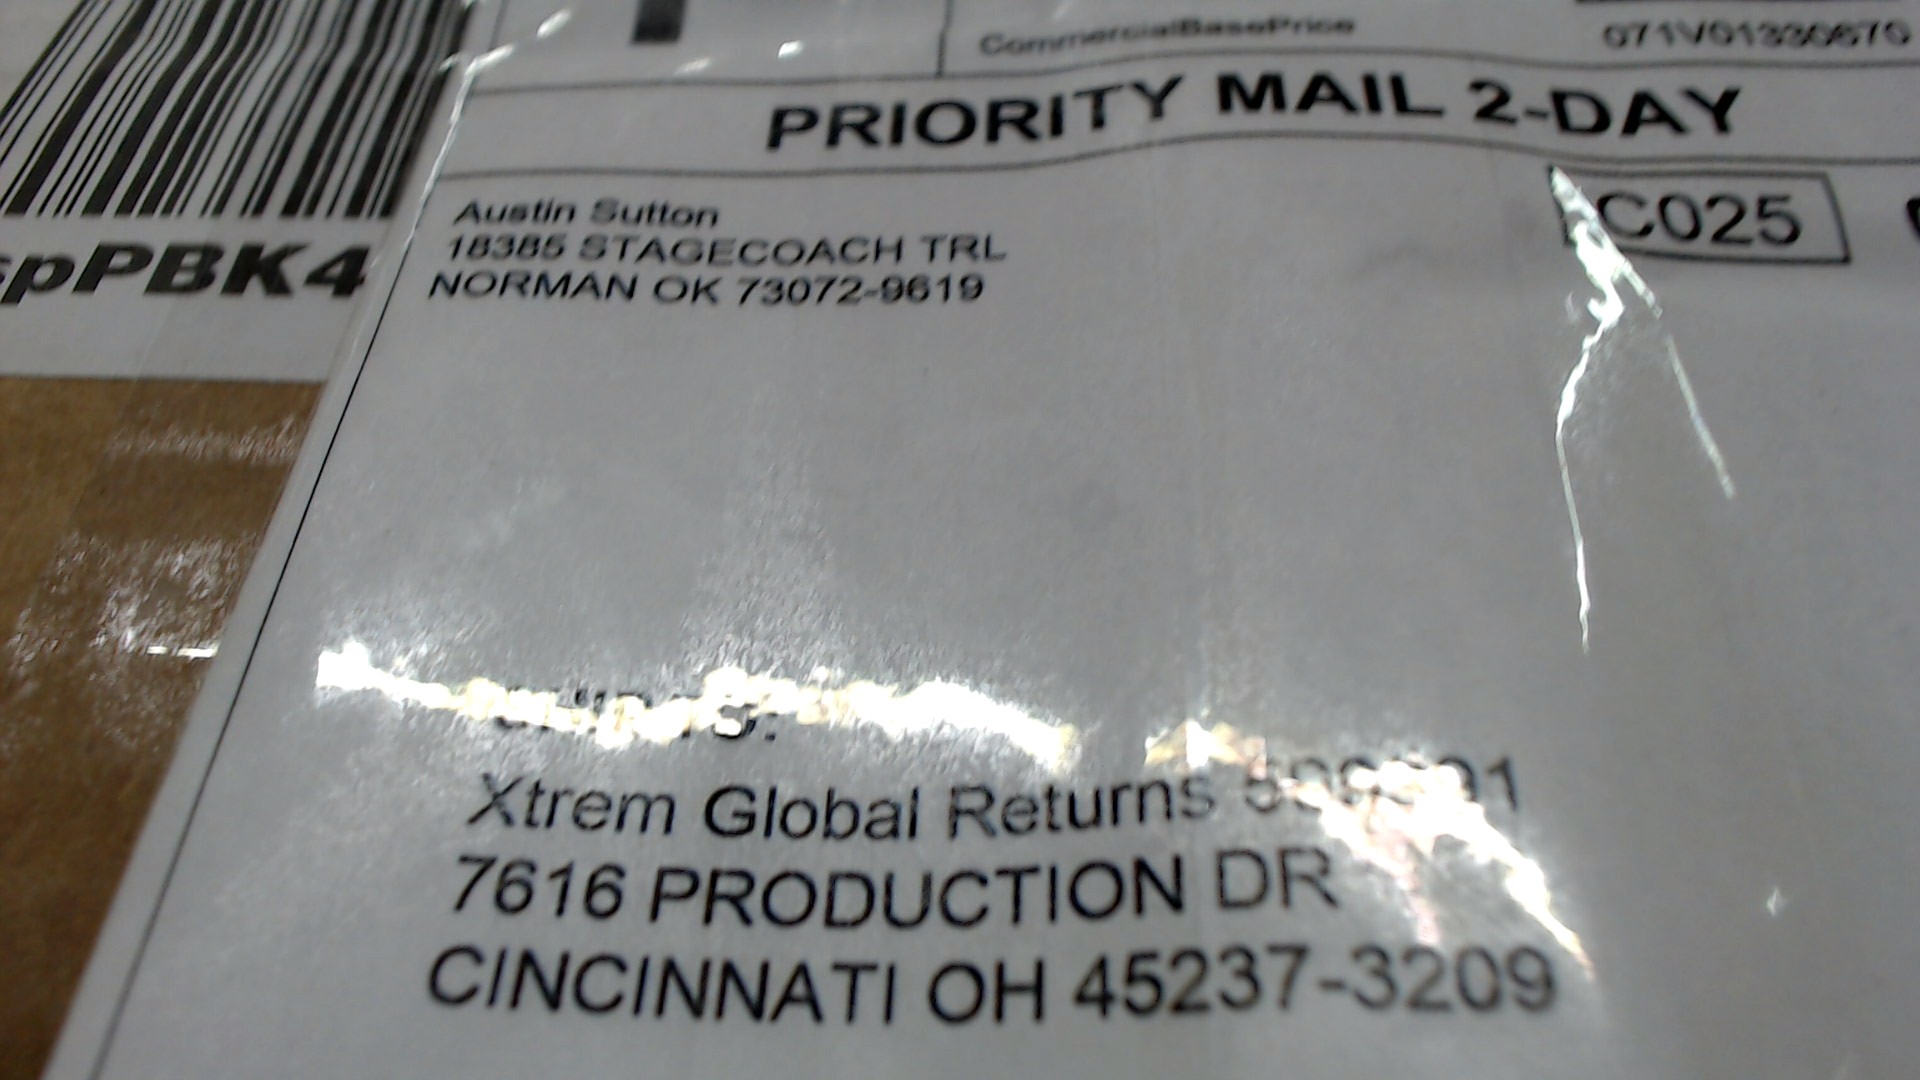 CommercialBasePrice
071V01330670
PRIORITY MAIL 2-DAY
Austin Sutton
18385 STAGECOACH TRL
NORMAN OK 73072-9619
C025
spPBK4
Xtrem Global Returns
7616 PRODUCTION DR
CINCINNATI OH 45237-3209